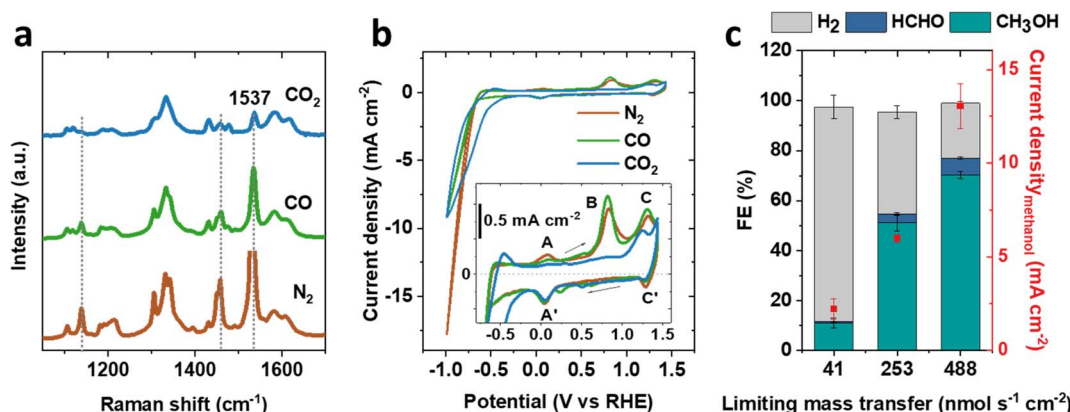 a
Intensity (a.u.)
CO2
1537
CO
N2
1200
1400
1600
Raman shift (cm-1)
b
Current density (mA cm-2)
0
-5
-10
-15
N2
CO
CO2
0.5 mA cm-2
A
B
C
0
A'
C'
-0.5 0.0 0.5 1.0 1.5
-1.0 -0.5 0.0 0.5 1.0 1.5
Potential (V vs RHE)
c
H2 HCHO CH3OH
FE (%)
120
100
80
60
40
20
0
15
10
5
0
Current densitymethanol (mA cm-2)
41 253 488
Limiting mass transfer (nmol s-1 cm-2)